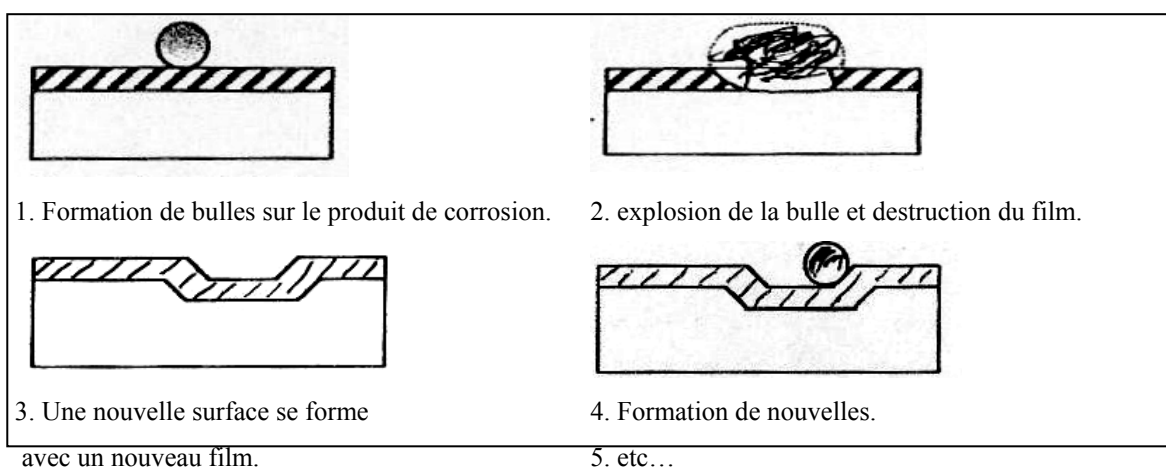 1. Formation de bulles sur le produit de corrosion.
2. explosion de la bulle et destruction du film.
3. Une nouvelle surface se forme
avec un nouveau film.
4. Formation de nouvelles.
5. etc…